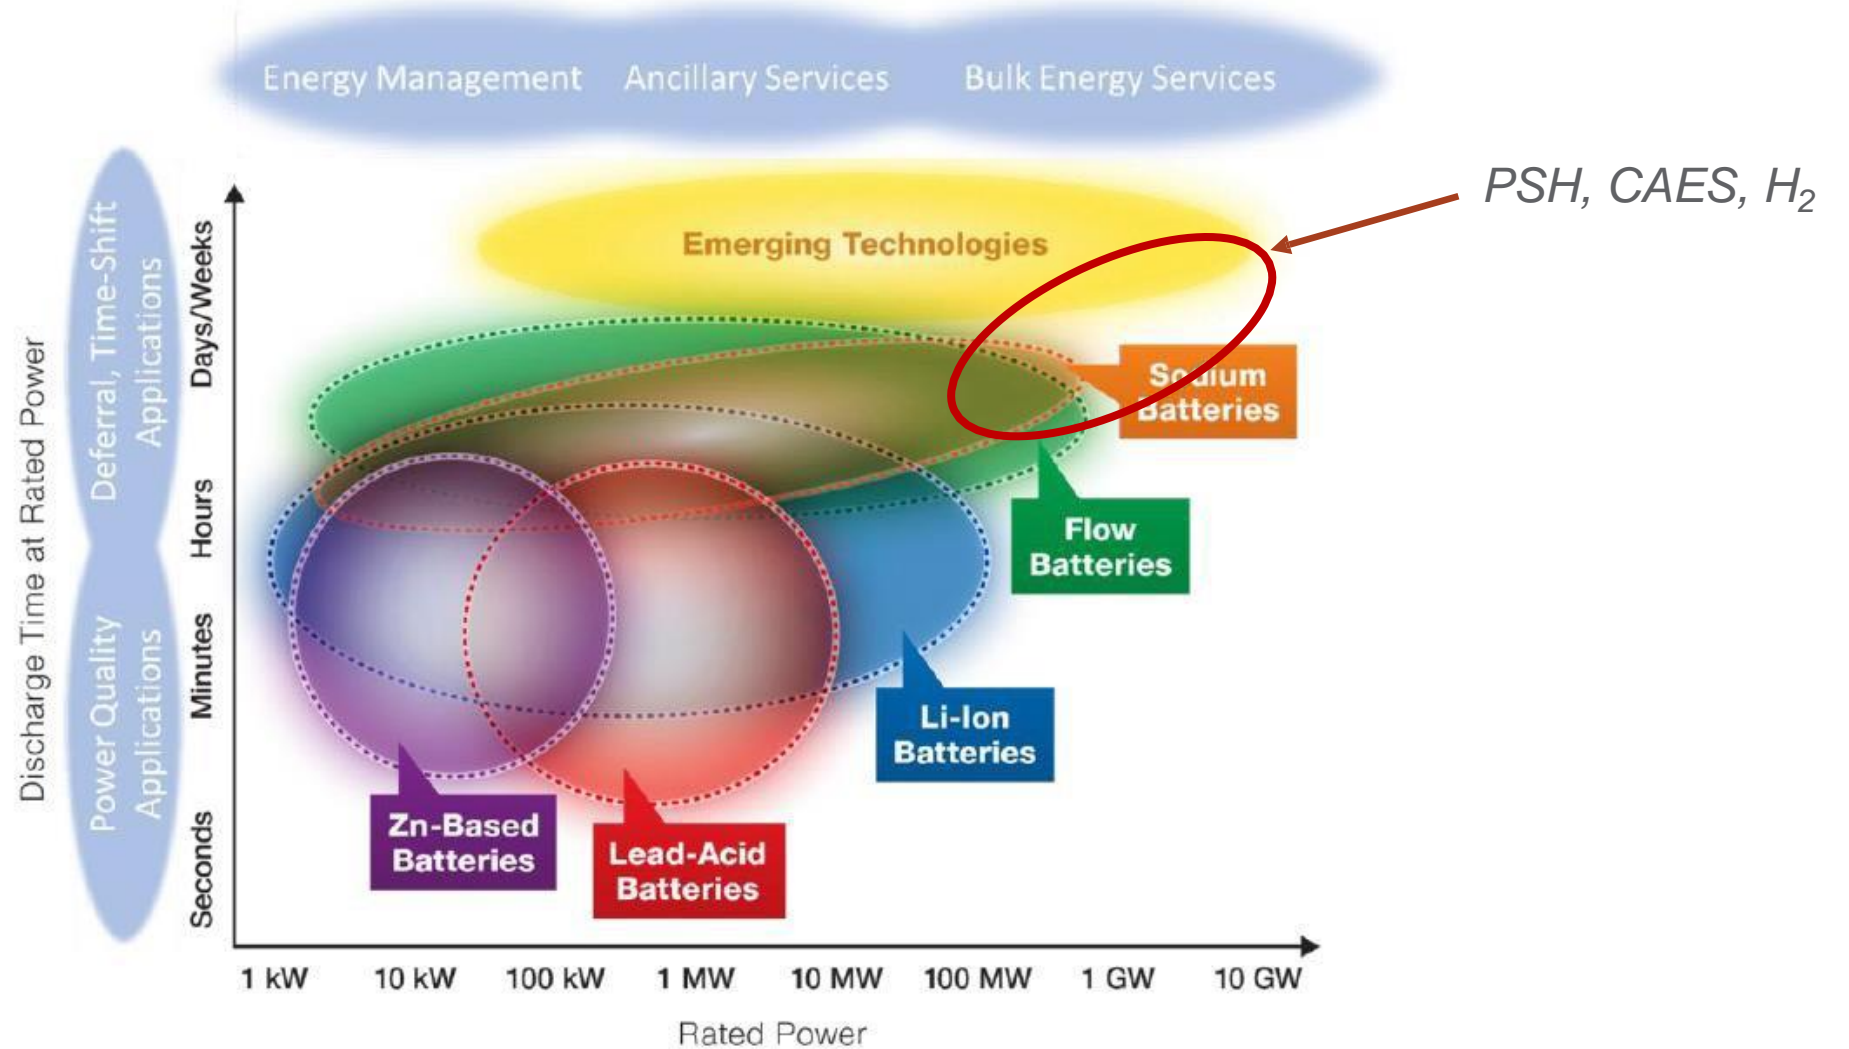 Energy Management
Ancillary Services
Bulk Energy Services
PSH, CAES, H₂
Emerging Technologies
Discharge Time at Rated Power
Deferral, Time-Shift
Applications
Power Quality
Applications
Days/Weeks
Hours
Minutes
Seconds
Sodium
Batteries
Flow
Batteries
Li-Ion
Batteries
Zn-Based
Batteries
Lead-Acid
Batteries
1 kW
10 kW
100 kW
1 MW
10 MW
100 MW
1 GW
10 GW
Rated Power